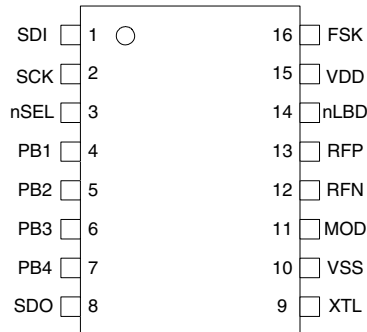 SDI 1 16 FSK
SCK 2 15 VDD
nSEL 3 14 nLBD
PB1 4 13 RFP
PB2 5 12 RFN
PB3 6 11 MOD
PB4 7 10 VSS
SDO 8 9 XTL